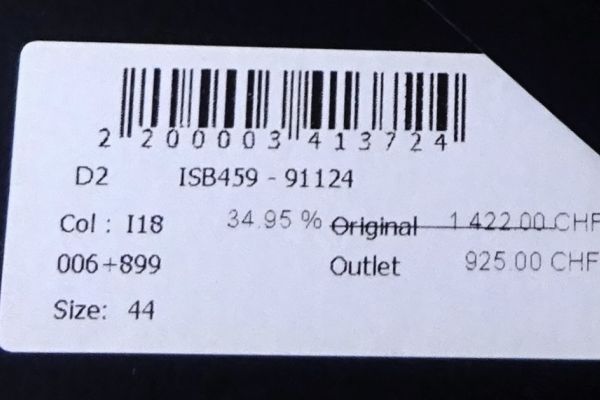 2 200003 413724
D2 ISB459 - 91124
Col : I18 34.95 % Original 1 422.00 CHF
006+899 Outlet 925.00 CHF
Size: 44